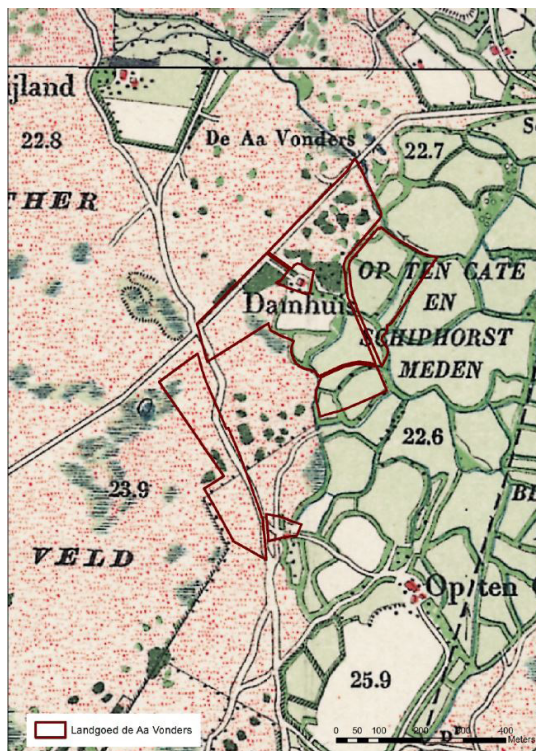 ijland
De Aa Vonders
22.8
22.7
S
THER
OP TEN CATE
Damhuis
EN
SCHIPHORST
MEDEN
22.6
23.9
BL
VELD
Op ten
25.9
Landgoed de Aa Vonders
0 50 100 200 300 400
Meters